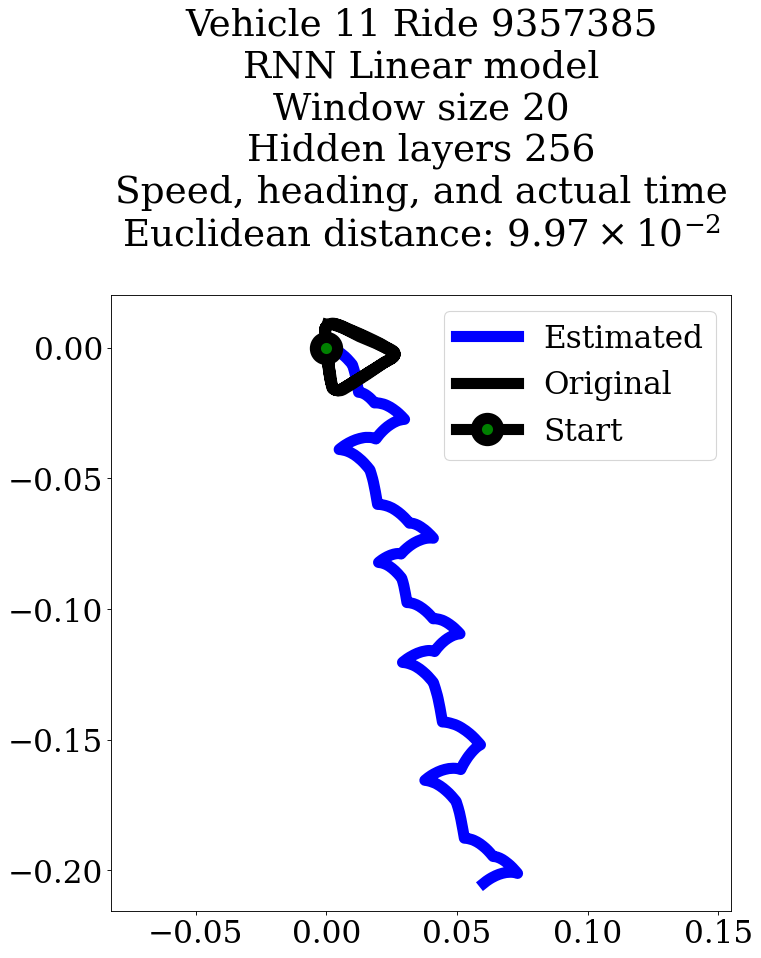 Vehicle 11 Ride 9357385
RNN Linear model
Window size 20
Hidden layers 256
Speed, heading, and actual time
Euclidean distance: 9.97 × 10⁻²
Estimated
Original
Start
0.00
−0.05
−0.10
−0.15
−0.20
−0.05 0.00 0.05 0.10 0.15